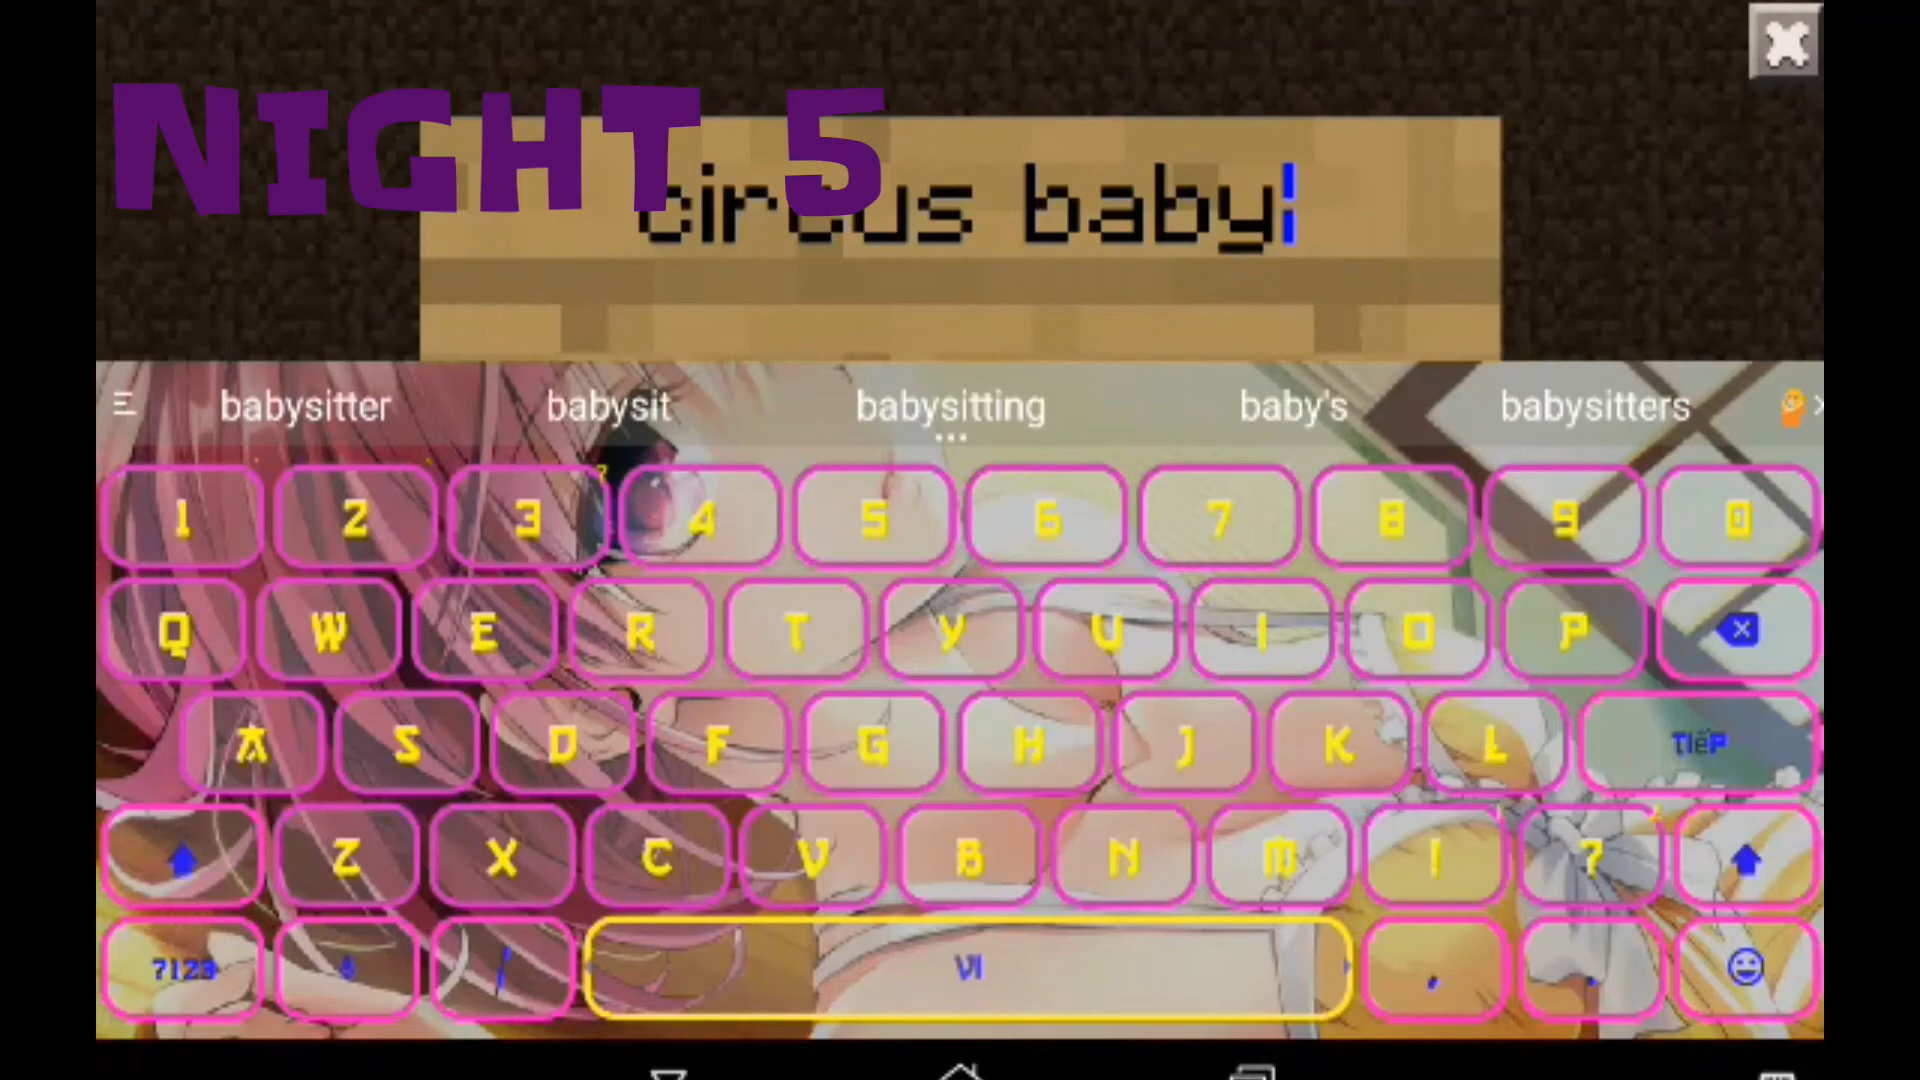 NIGHT 5
circus baby
babysitter babysit babysitting baby's babysitters
1 2 3 4 5 6 7 8 9 0
Q W E R T Y U I O P
A S D F G H J K L TIẾP
Z X C V B N M ! ?
?123 / VI , .